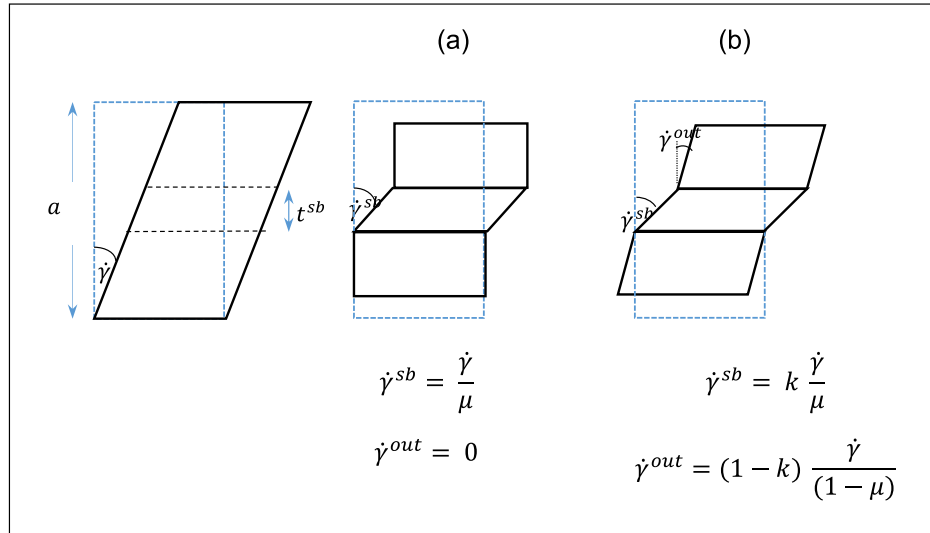 (a) (b)
γ̇^{out}
a
t^{sb}
γ̇^{sb}
γ̇^{sb}
γ̇
γ̇^{sb} = γ̇/μ
γ̇^{sb} = k γ̇/μ
γ̇^{out} = 0
γ̇^{out} = (1 − k) γ̇/(1 − μ)